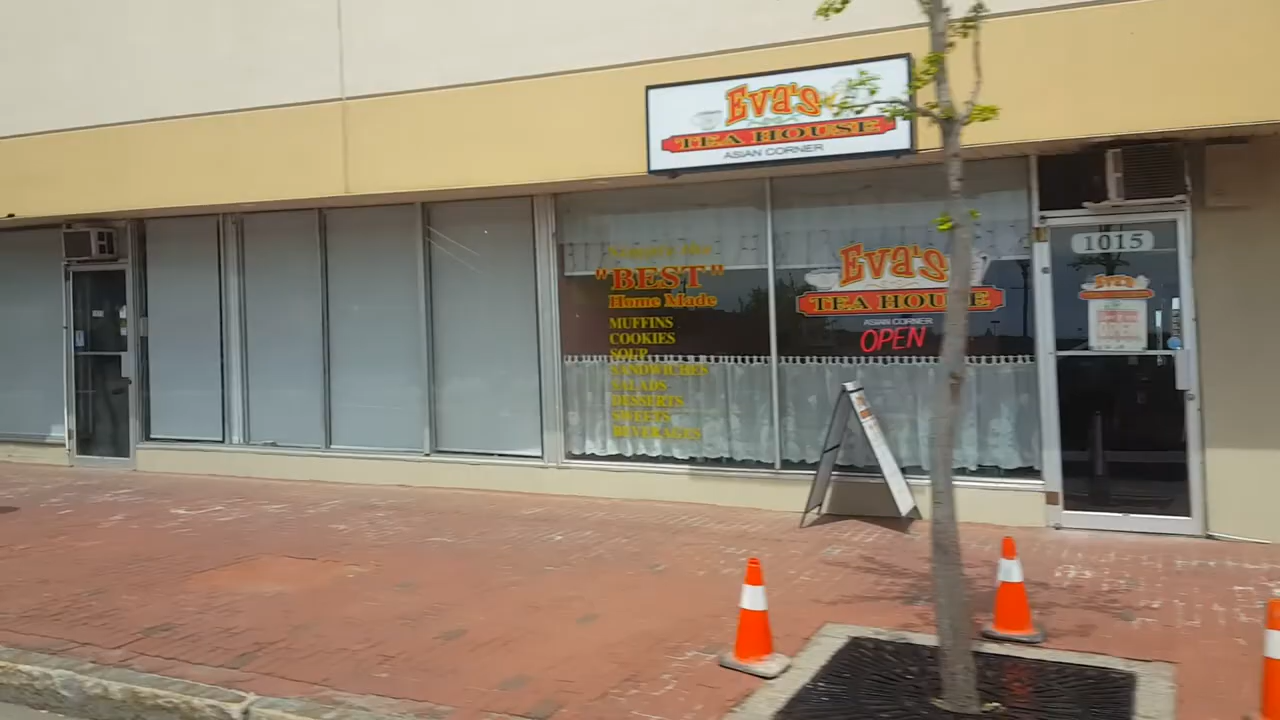 Eva's
TEA HOUSE
ASIAN CORNER
"BEST"
Home Made
MUFFINS
COOKIES
SOUP
SANDWICHES
SALADS
DESSERTS
SWEETS
BEVERAGES
Eva's
TEA HOUSE
ASIAN CORNER
OPEN
1015
Eva's
OPEN